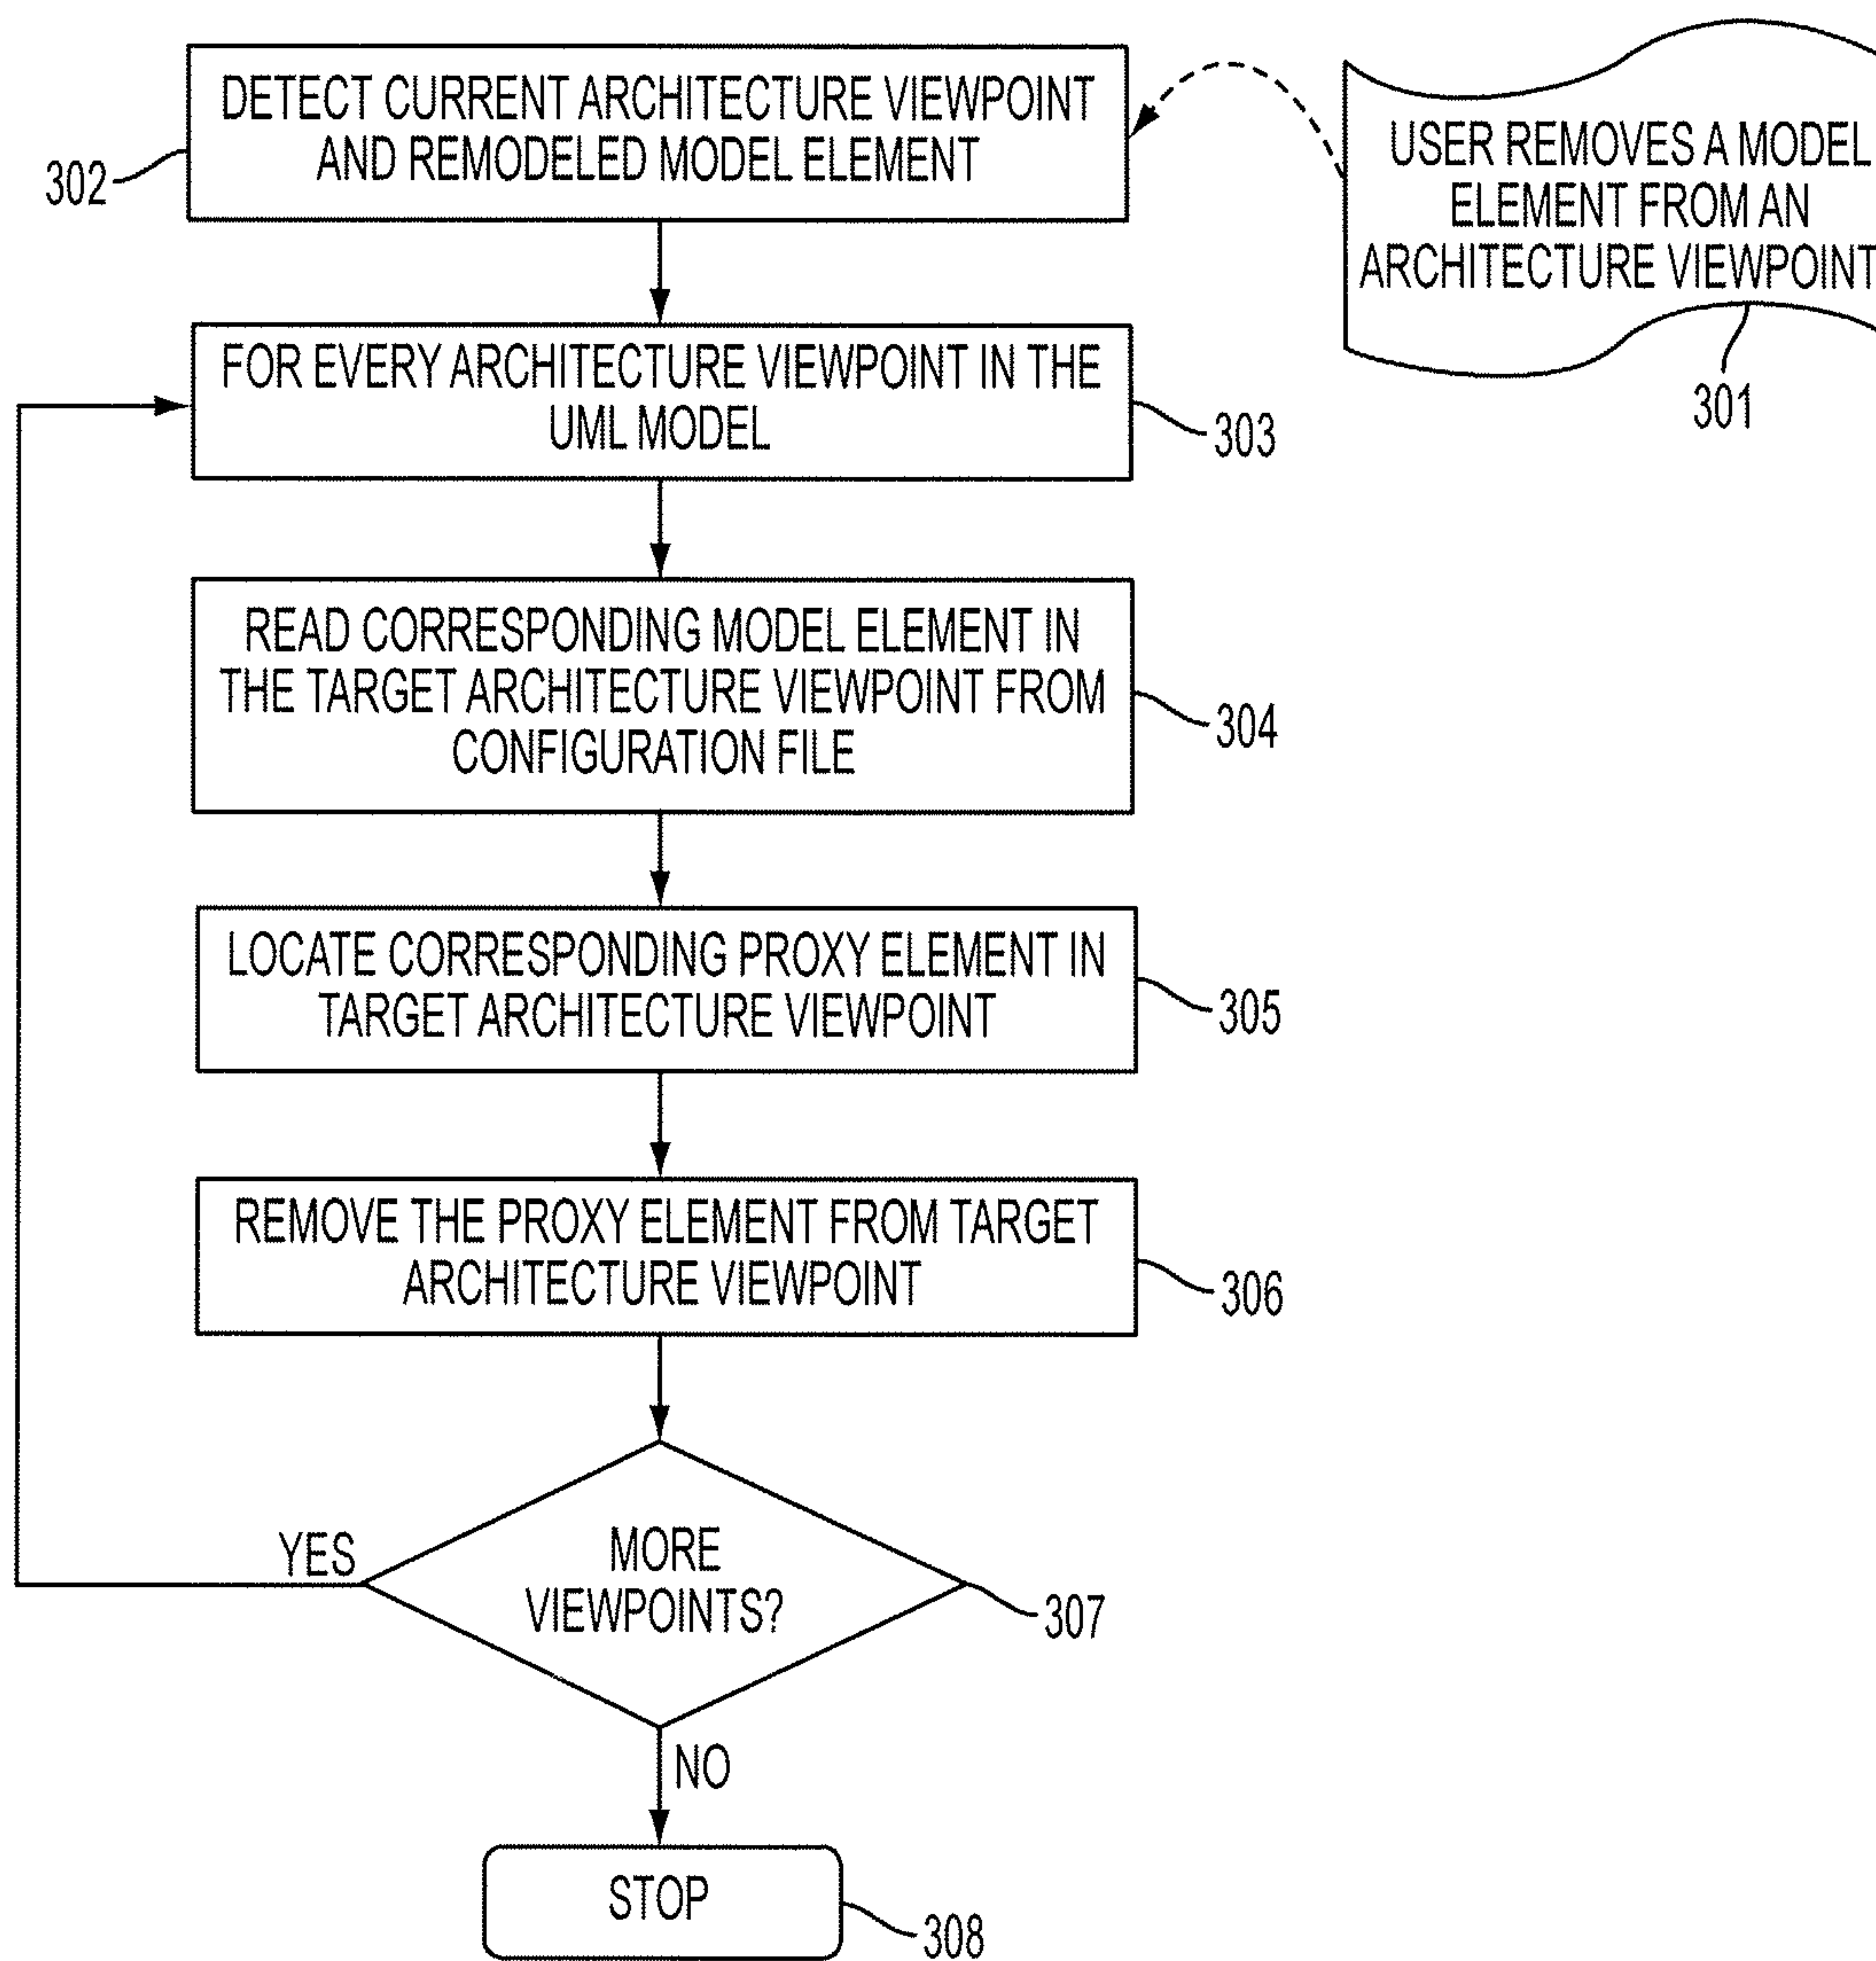 DETECT CURRENT ARCHITECTURE VIEWPOINT
AND REMODELED MODEL ELEMENT
302
USER REMOVES A MODEL
ELEMENT FROM AN
ARCHITECTURE VIEWPOINT
301
FOR EVERY ARCHITECTURE VIEWPOINT IN THE
UML MODEL
303
READ CORRESPONDING MODEL ELEMENT IN
THE TARGET ARCHITECTURE VIEWPOINT FROM
CONFIGURATION FILE
304
LOCATE CORRESPONDING PROXY ELEMENT IN
TARGET ARCHITECTURE VIEWPOINT
305
REMOVE THE PROXY ELEMENT FROM TARGET
ARCHITECTURE VIEWPOINT
306
YES
MORE
VIEWPOINTS?
307
NO
STOP
308